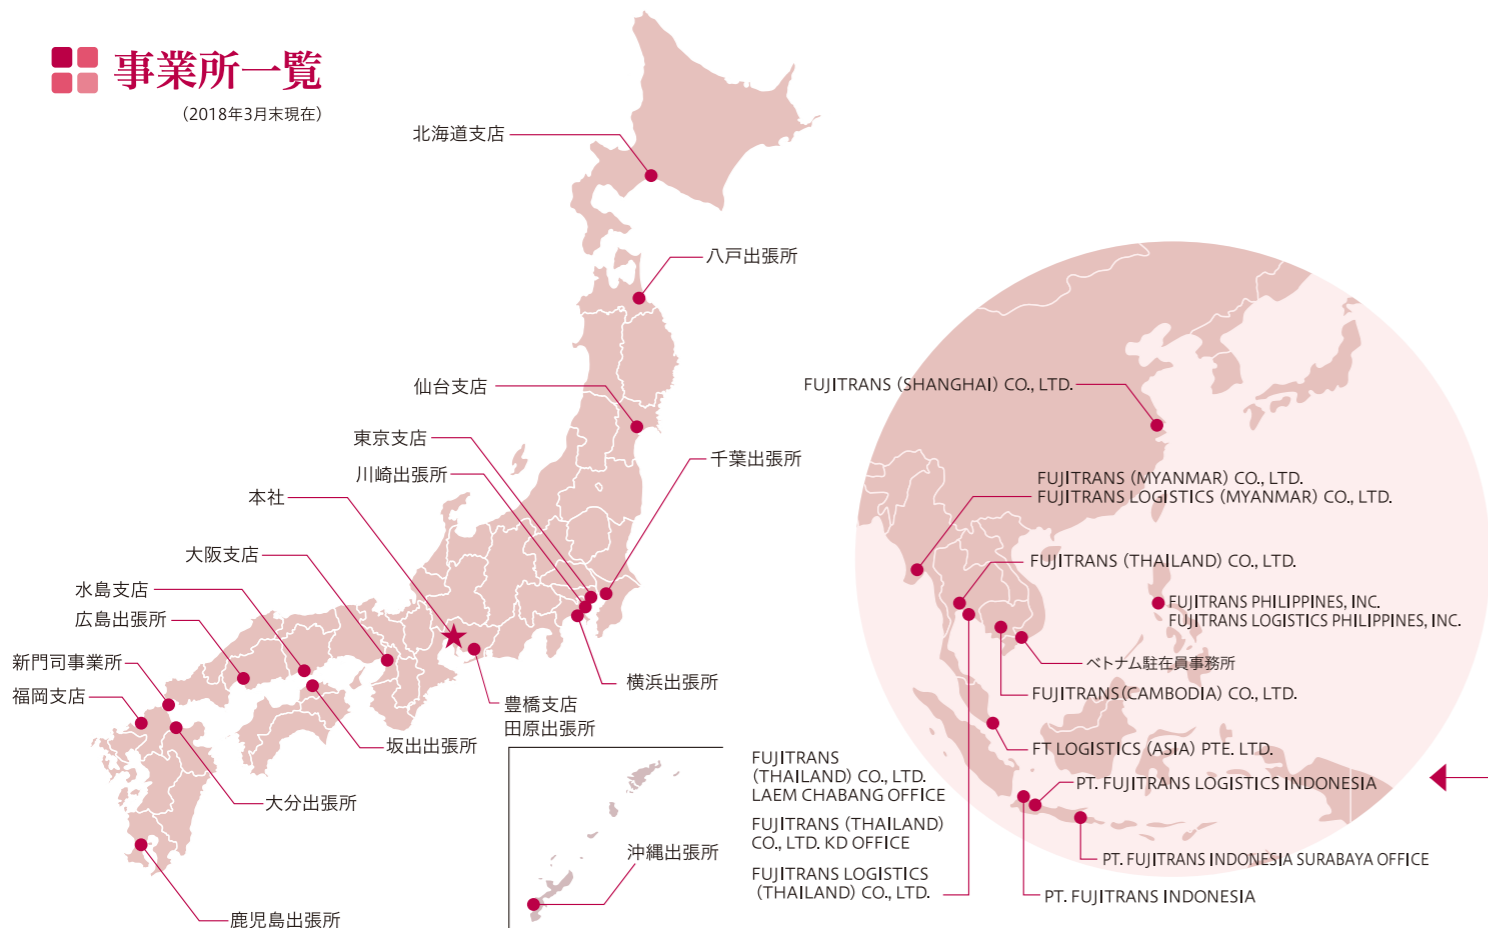 事業所一覧
（2018年3月末現在）
北海道支店
八戸出張所
仙台支店
東京支店
川崎出張所
千葉出張所
本社
大阪支店
水島支店
広島出張所
新門司事業所
福岡支店
横浜出張所
豊橋支店
田原出張所
坂出出張所
大分出張所
鹿児島出張所
沖縄出張所
FUJITRANS (SHANGHAI) CO., LTD.
FUJITRANS (MYANMAR) CO., LTD.
FUJITRANS LOGISTICS (MYANMAR) CO., LTD.
FUJITRANS (THAILAND) CO., LTD.
FUJITRANS PHILIPPINES, INC.
FUJITRANS LOGISTICS PHILIPPINES, INC.
ベトナム駐在員事務所
FUJITRANS(CAMBODIA) CO., LTD.
FT LOGISTICS (ASIA) PTE. LTD.
PT. FUJITRANS LOGISTICS INDONESIA
PT. FUJITRANS INDONESIA SURABAYA OFFICE
PT. FUJITRANS INDONESIA
FUJITRANS
(THAILAND) CO., LTD.
LAEM CHABANG OFFICE
FUJITRANS (THAILAND)
CO., LTD. KD OFFICE
FUJITRANS LOGISTICS
(THAILAND) CO., LTD.